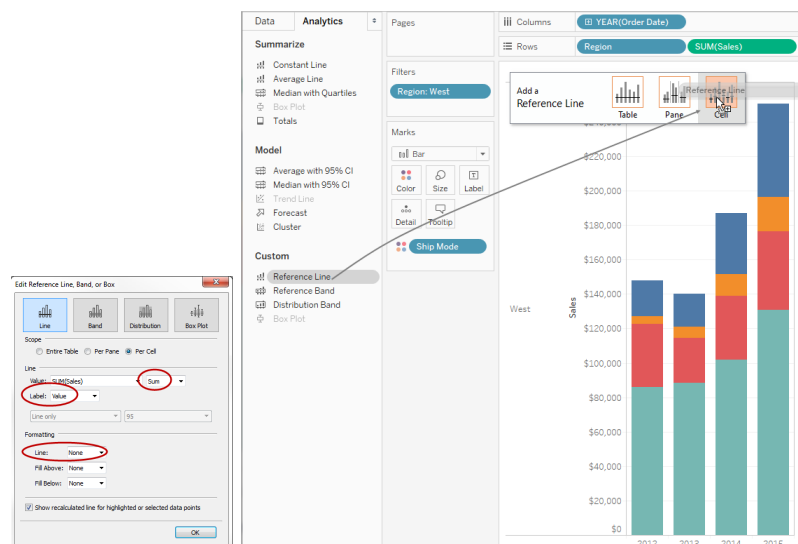 Data Analytics
Summarize
Constant Line
Average Line
Median with Quartiles
Box Plot
Totals
Model
Average with 95% CI
Median with 95% CI
Trend Line
Forecast
Cluster
Custom
Reference Line
Reference Band
Distribution Band
Box Plot
Pages
Filters
Region: West
Marks
Bar
Color Size Label
Detail Tooltip
Ship Mode
Columns YEAR(Order Date)
Rows Region SUM(Sales)
Add a
Reference Line
Table Pane Cell
Reference Line
$220,000
$200,000
$180,000
$160,000
$140,000
$120,000
$100,000
$80,000
$60,000
$40,000
$20,000
$0
West
Sales
2012 2013 2014 2015
Edit Reference Line, Band, or Box
Line Band Distribution Box Plot
Scope
Entire Table Per Pane Per Cell
Line
Value: SUM(Sales) Sum
Label: Value
Line only 95
Formatting
Line: None
Fill Above: None
Fill Below: None
Show recalculated line for highlighted or selected data points
OK